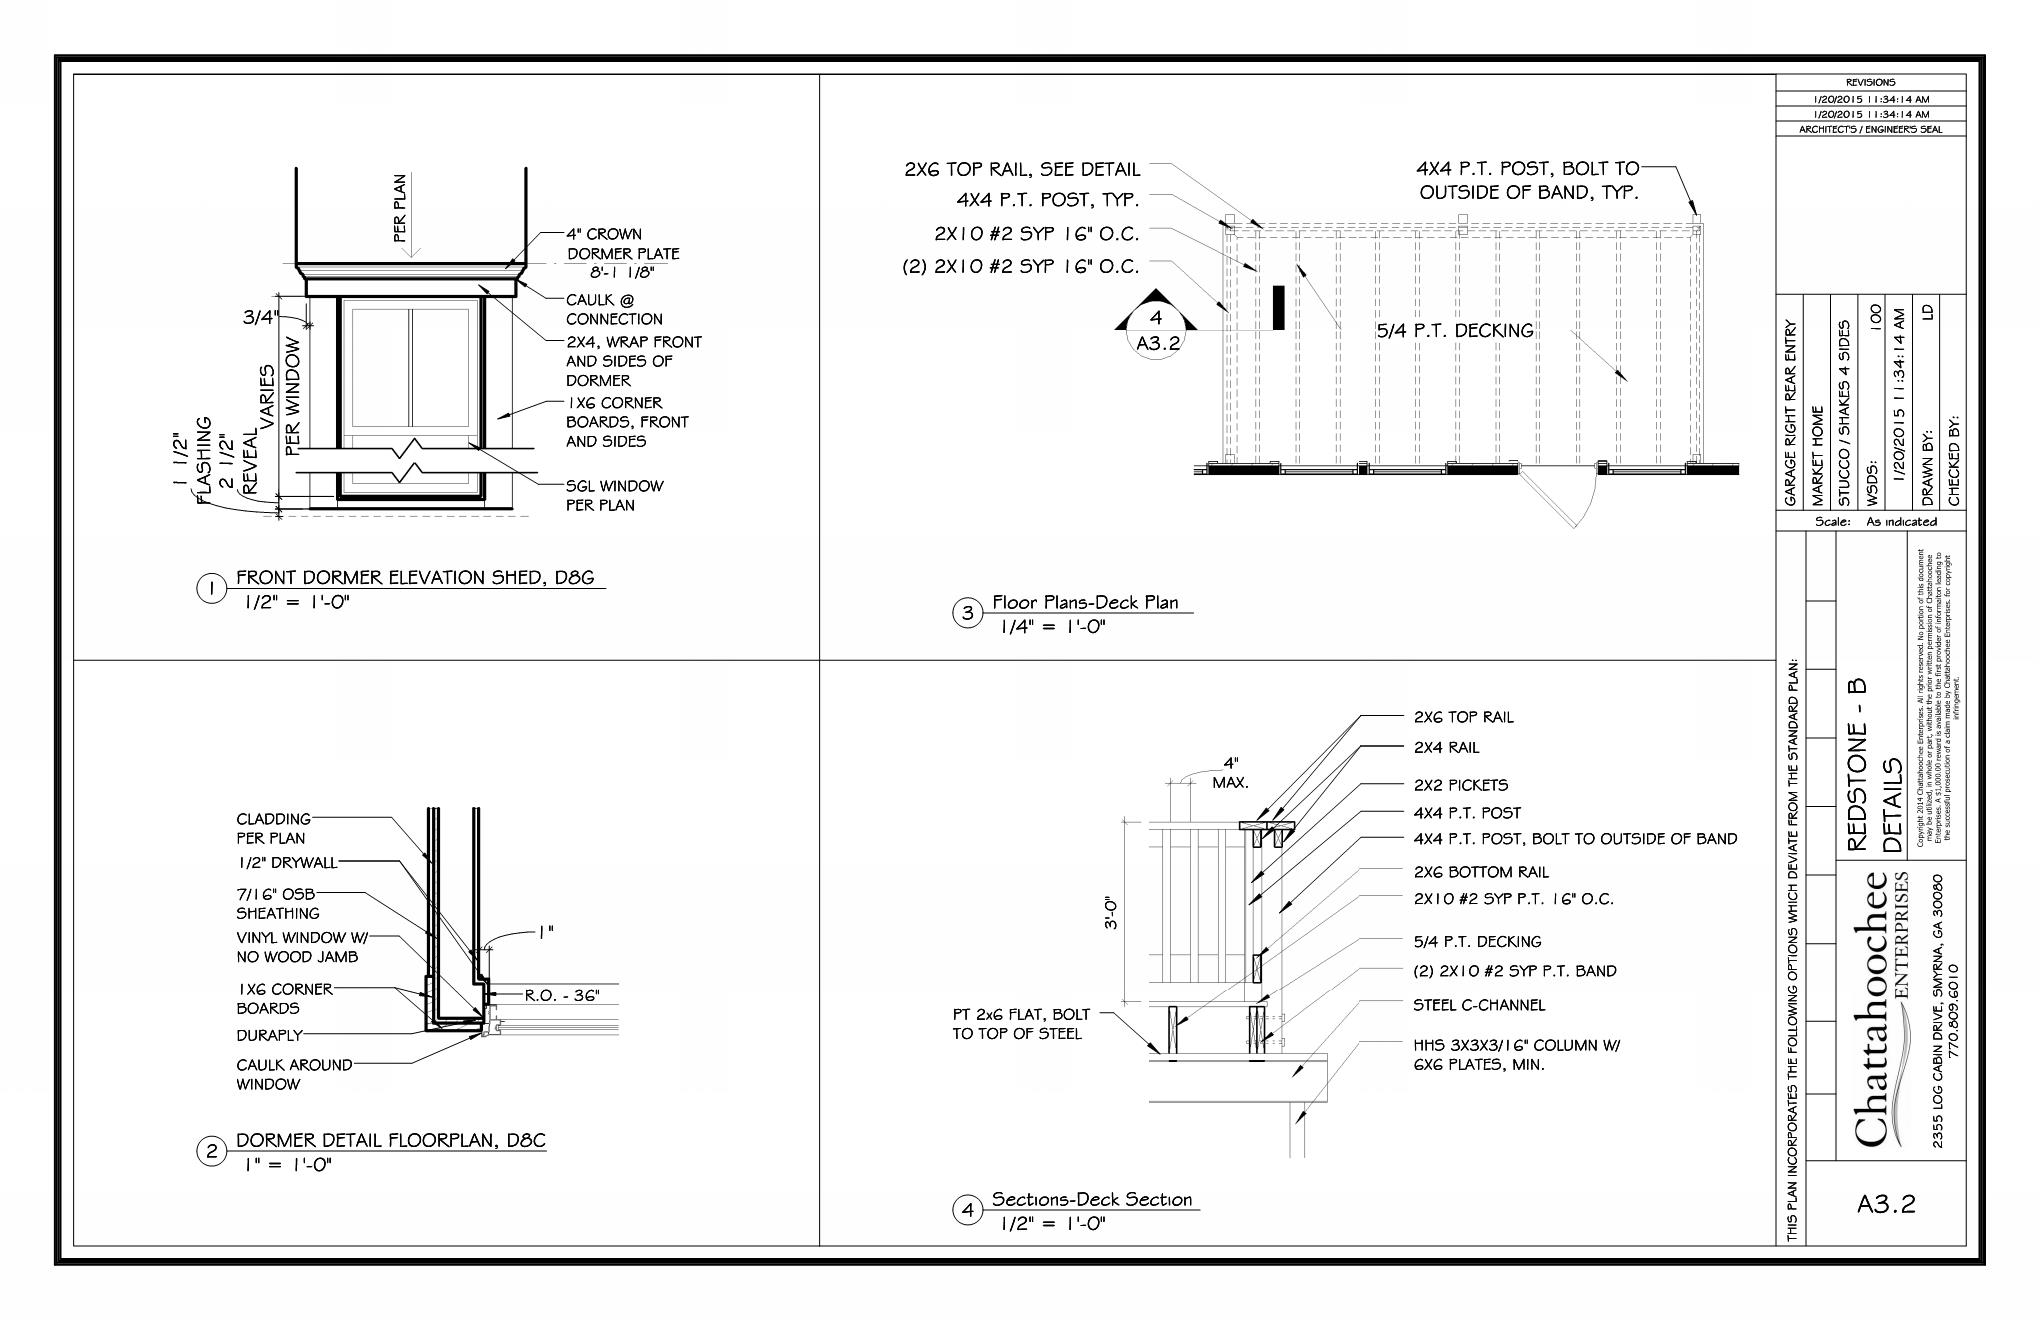 PER PLAN
4" CROWN
DORMER PLATE
8'-1 1/8"
CAULK @
CONNECTION
2X4, WRAP FRONT
AND SIDES OF
DORMER
1X6 CORNER
BOARDS, FRONT
AND SIDES
SGL WINDOW
PER PLAN
3/4"
VARIES
PER WINDOW
1 1/2"
FLASHING
2 1/2"
REVEAL
1
FRONT DORMER ELEVATION SHED, D8G
1/2" = 1'-0"
2X6 TOP RAIL, SEE DETAIL
4X4 P.T. POST, TYP.
2X10 #2 SYP 16" O.C.
(2) 2X10 #2 SYP 16" O.C.
4X4 P.T. POST, BOLT TO
OUTSIDE OF BAND, TYP.
4
A3.2
5/4 P.T. DECKING
3
Floor Plans-Deck Plan
1/4" = 1'-0"
CLADDING
PER PLAN
1/2" DRYWALL
7/16" OSB
SHEATHING
VINYL WINDOW W/
NO WOOD JAMB
1X6 CORNER
BOARDS
DURAPLY
CAULK AROUND
WINDOW
1"
R.O. - 36"
2
DORMER DETAIL FLOORPLAN, D8C
1" = 1'-0"
4"
MAX.
3'-0"
PT 2x6 FLAT, BOLT
TO TOP OF STEEL
2X6 TOP RAIL
2X4 RAIL
2X2 PICKETS
4X4 P.T. POST
4X4 P.T. POST, BOLT TO OUTSIDE OF BAND
2X6 BOTTOM RAIL
2X10 #2 SYP P.T. 16" O.C.
5/4 P.T. DECKING
(2) 2X10 #2 SYP P.T. BAND
STEEL C-CHANNEL
HHS 3X3X3/16" COLUMN W/
6X6 PLATES, MIN.
4
Sections-Deck Section
1/2" = 1'-0"
REVISIONS
1/20/2015 11:34:14 AM
1/20/2015 11:34:14 AM
ARCHITECT'S / ENGINEER'S SEAL
GARAGE RIGHT REAR ENTRY
MARKET HOME
STUCCO / SHAKES 4 SIDES
WSDS: 100
1/20/2015 11:34:14 AM
DRAWN BY: LD
CHECKED BY:
Scale: As indicated
THIS PLAN INCORPORATES THE FOLLOWING OPTIONS WHICH DEVIATE FROM THE STANDARD PLAN:
REDSTONE - B
DETAILS
Copyright 2014 Chattahoochee Enterprises. All rights reserved. No portion of this document
may be utilized, in whole or part, without the prior written permission of Chattahoochee
Enterprises. A $1,000.00 reward is available to the first provider of informaiton leading to
the successful prosecution of a claim made by Chattahoochee Enterprises. for copyright
infringement.
Chattahoochee
ENTERPRISES
2355 LOG CABIN DRIVE, SMYRNA, GA 30080
770.809.6010
A3.2